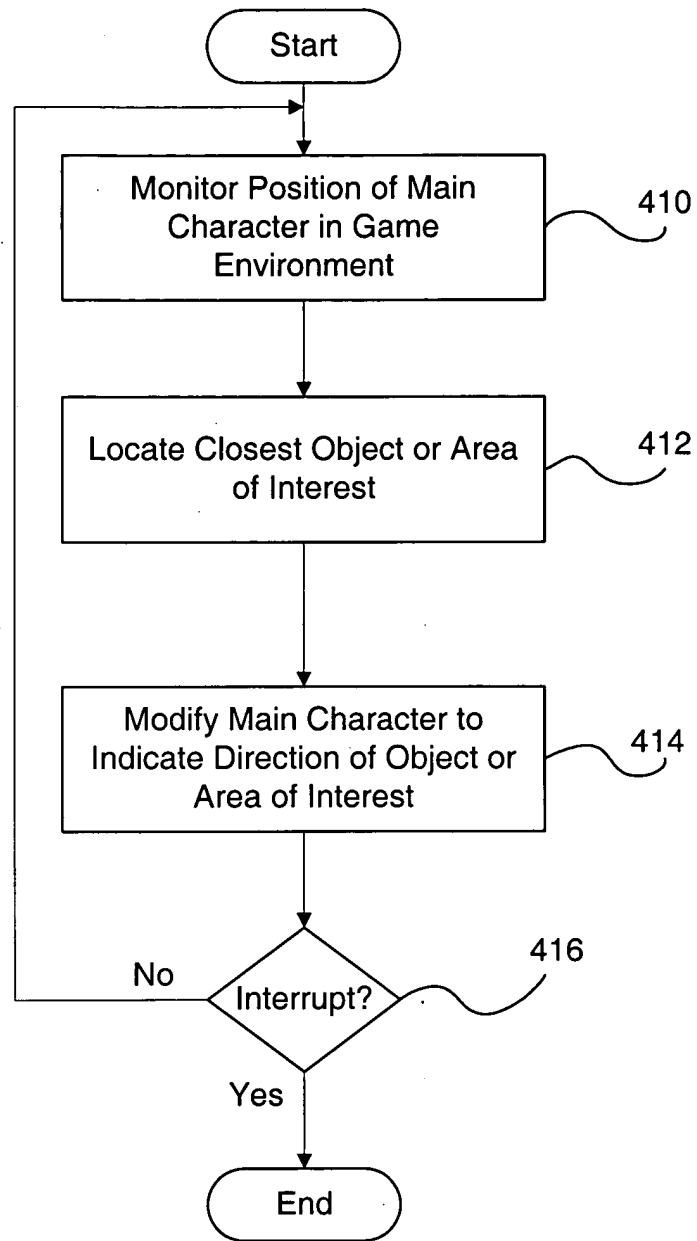 Start
Monitor Position of Main
Character in Game
Environment
410
Locate Closest Object or Area
of Interest
412
Modify Main Character to
Indicate Direction of Object or
Area of Interest
414
No
Interrupt?
416
Yes
End